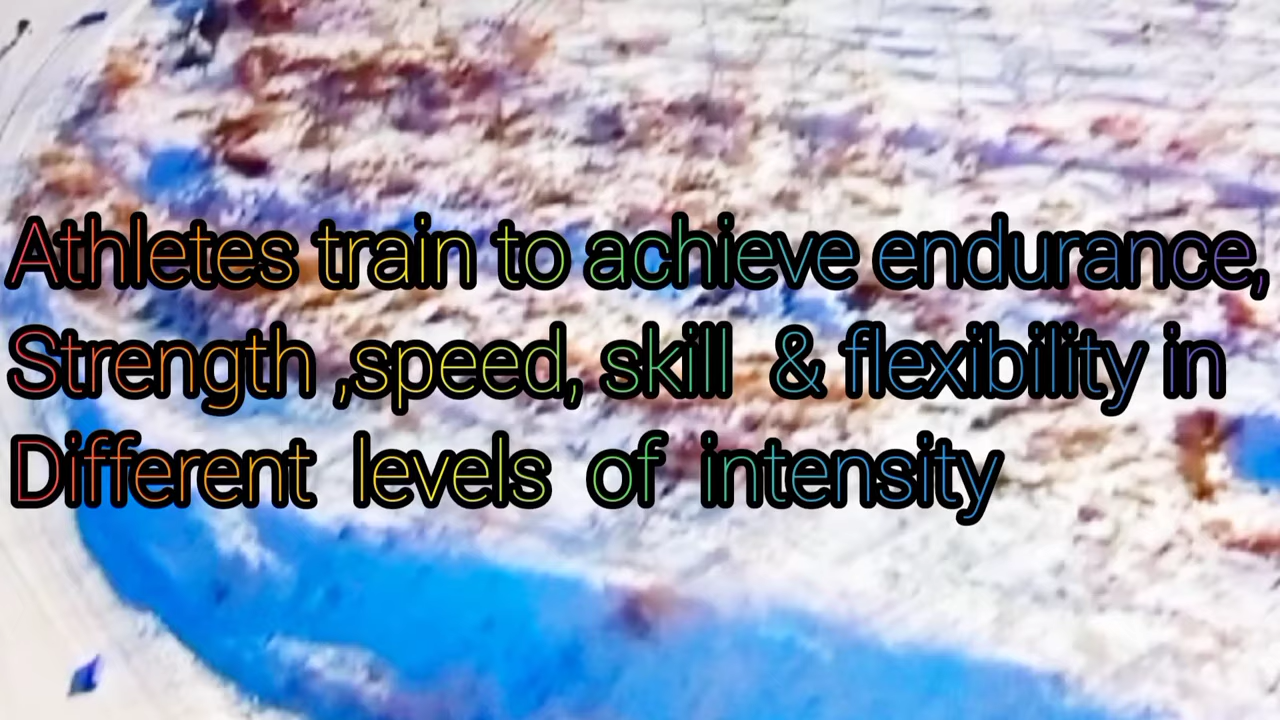 Athletes train to achieve endurance,
Strength ,speed, skill & flexibility in
Different levels of intensity